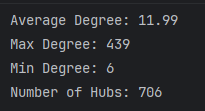 Average Degree: 11.99
Max Degree: 439
Min Degree: 6
Number of Hubs: 706